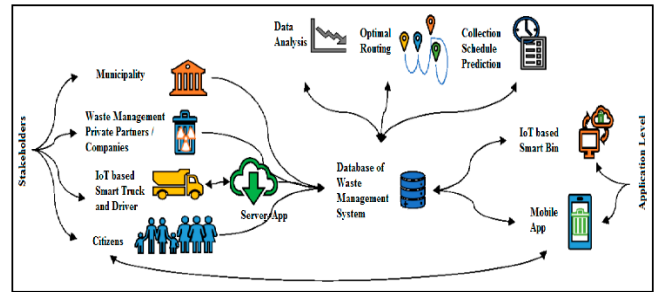 Data
Analysis
Optimal
Routing
Collection
Schedule
Prediction
Stakeholders
Municipality
Waste Management
Private Partners /
Companies
IoT based
Smart Truck
and Driver
Server-App
Citizens
Database of
Waste
Management
System
IoT based
Smart Bin
Mobile
App
Application Level